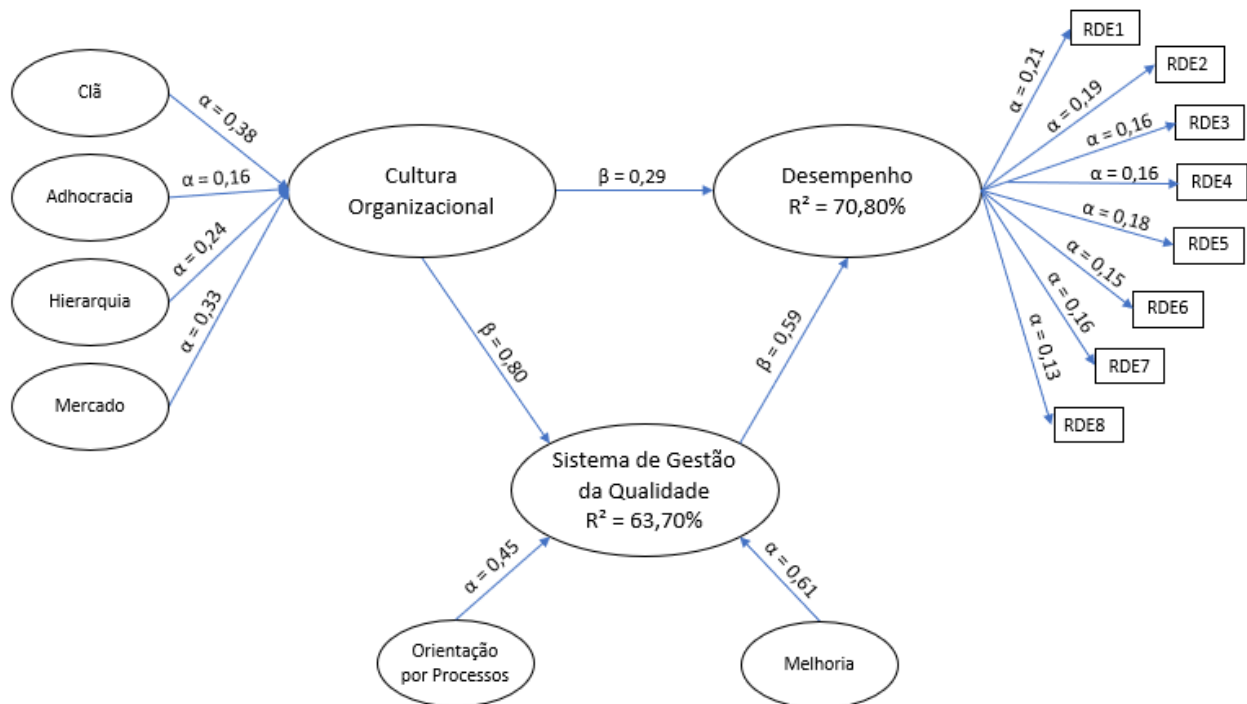 Clã
Adhocracia
Hierarquia
Mercado
α = 0,38
α = 0,16
α = 0,24
α = 0,33
Cultura
Organizacional
β = 0,29
Desempenho
R² = 70,80%
α = 0,21
α = 0,19
α = 0,16
α = 0,16
α = 0,18
α = 0,15
α = 0,16
α = 0,13
RDE1
RDE2
RDE3
RDE4
RDE5
RDE6
RDE7
RDE8
β = 0,80
β = 0,59
Sistema de Gestão
da Qualidade
R² = 63,70%
α = 0,45
α = 0,61
Orientação
por Processos
Melhoria